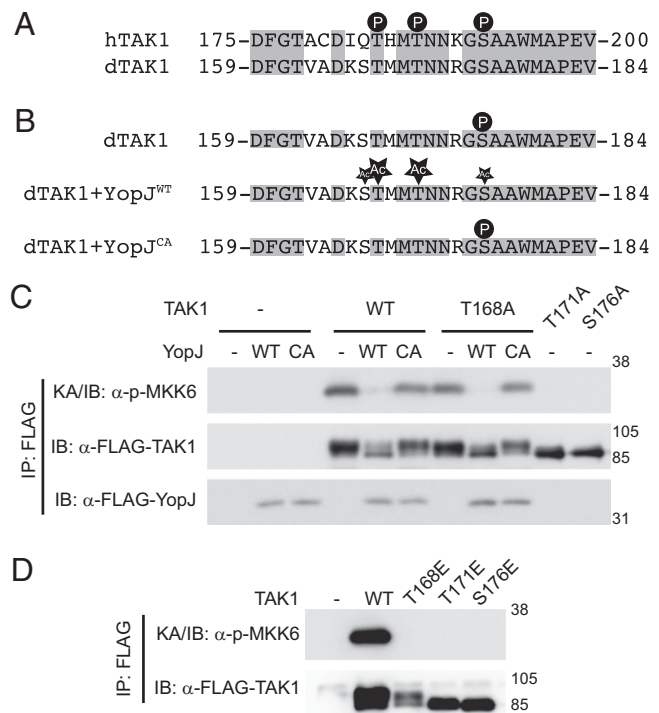 A
P P P
hTAK1 175-DFGTACDIQTHMTNNKGSAAWMAPEV-200
dTAK1 159-DFGTVADKSTMMTNNRGSAAWMAPEV-184
B
P
dTAK1 159-DFGTVADKSTMMTNNRGSAAWMAPEV-184
Ac Ac Ac Ac
dTAK1+YopJWT 159-DFGTVADKSTMMTNNRGSAAWMAPEV-184
P
dTAK1+YopJCA 159-DFGTVADKSTMMTNNRGSAAWMAPEV-184
C
TAK1 - WT T168A T171A S176A
YopJ - WT CA - WT CA - WT CA - -
38
IP: FLAG
KA/IB: α-p-MKK6
105
IB: α-FLAG-TAK1
85
IB: α-FLAG-YopJ
31
D
TAK1 - WT T168E T171E S176E
38
IP: FLAG
KA/IB: α-p-MKK6
105
IB: α-FLAG-TAK1
85